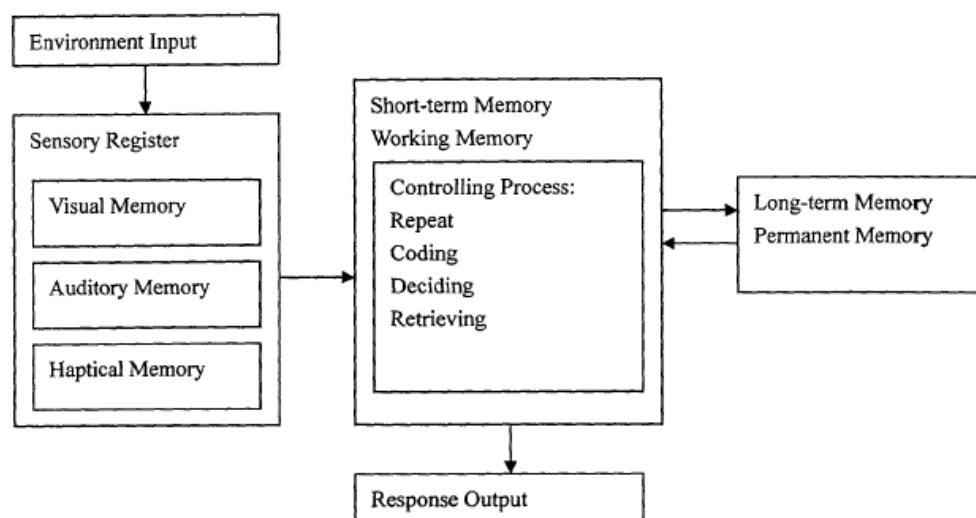 Environment Input
Sensory Register
Visual Memory
Auditory Memory
Haptical Memory
Short-term Memory
Working Memory
Controlling Process:
Repeat
Coding
Deciding
Retrieving
Long-term Memory
Permanent Memory
Response Output